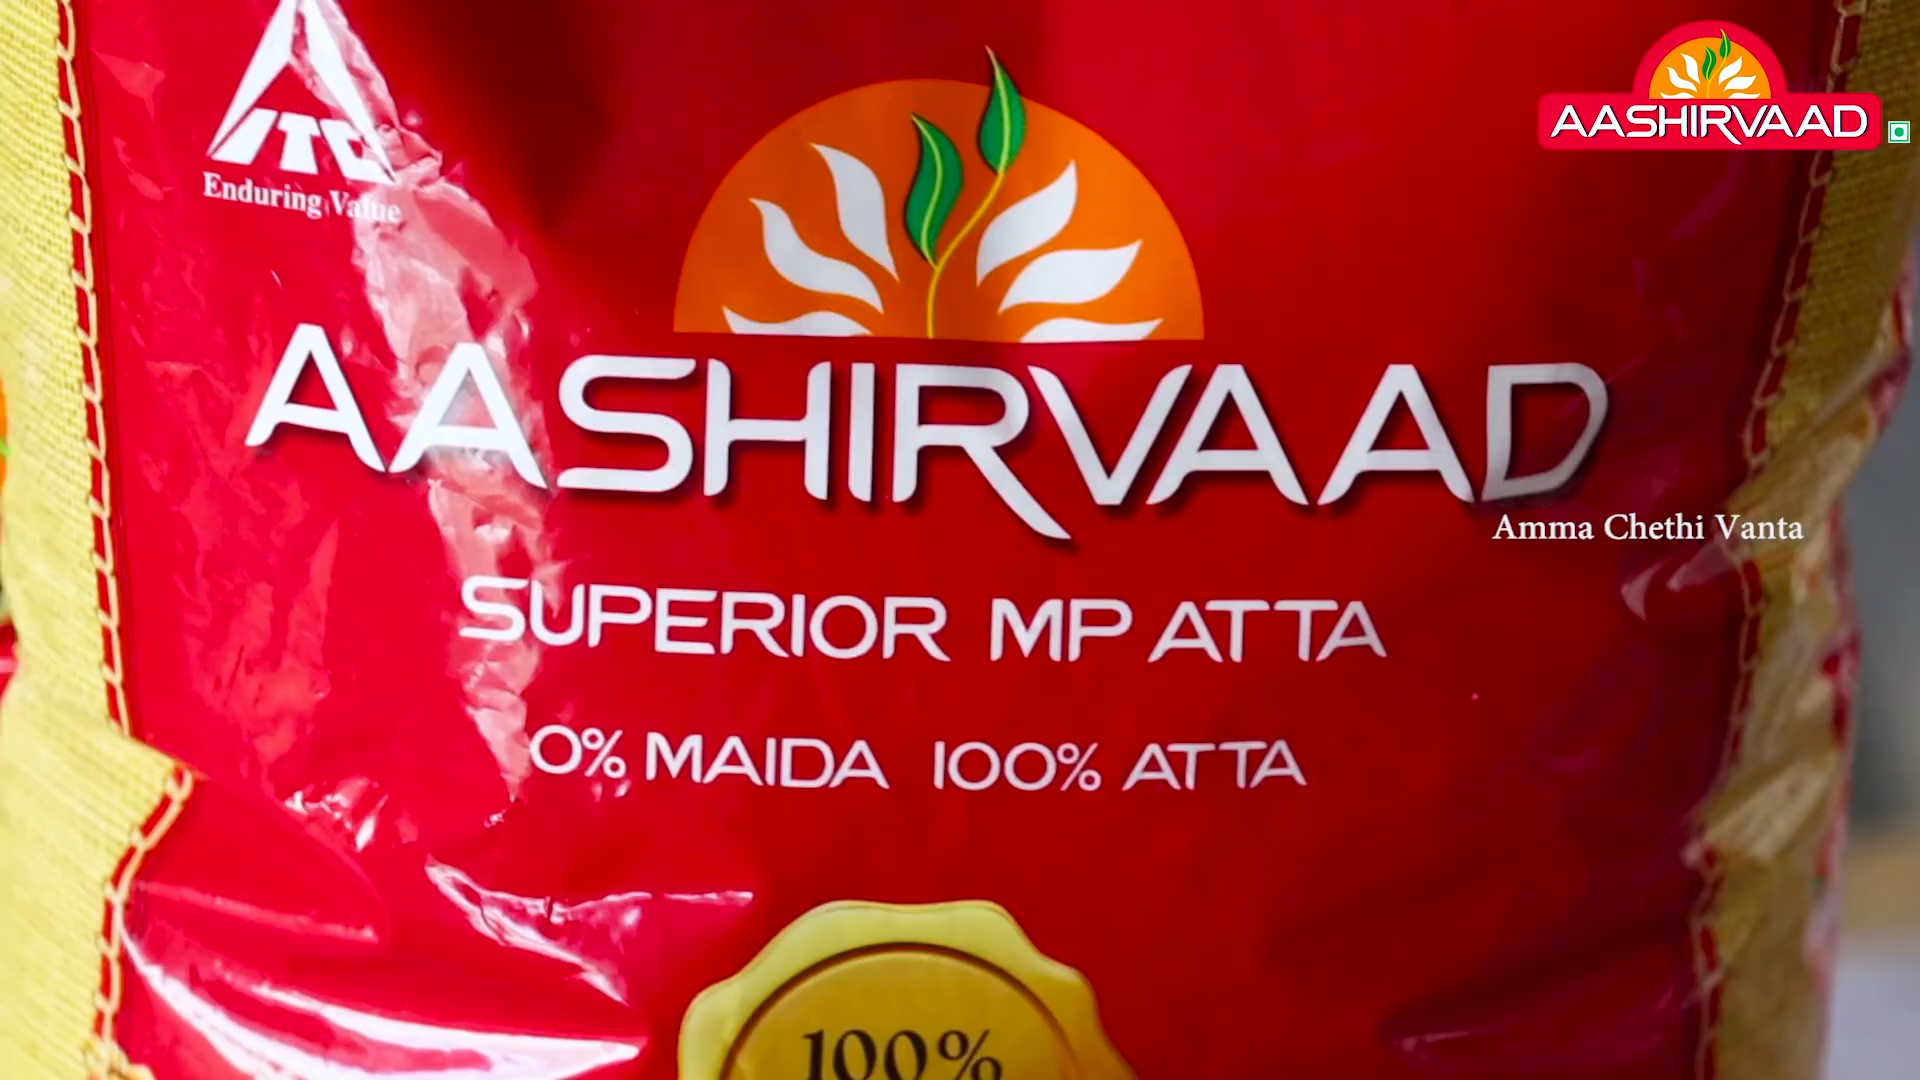 ITC
Enduring Value
AASHIRVAAD
AASHIRVAAD
Amma Chethi Vanta
SUPERIOR MP ATTA
0% MAIDA 100% ATTA
100%